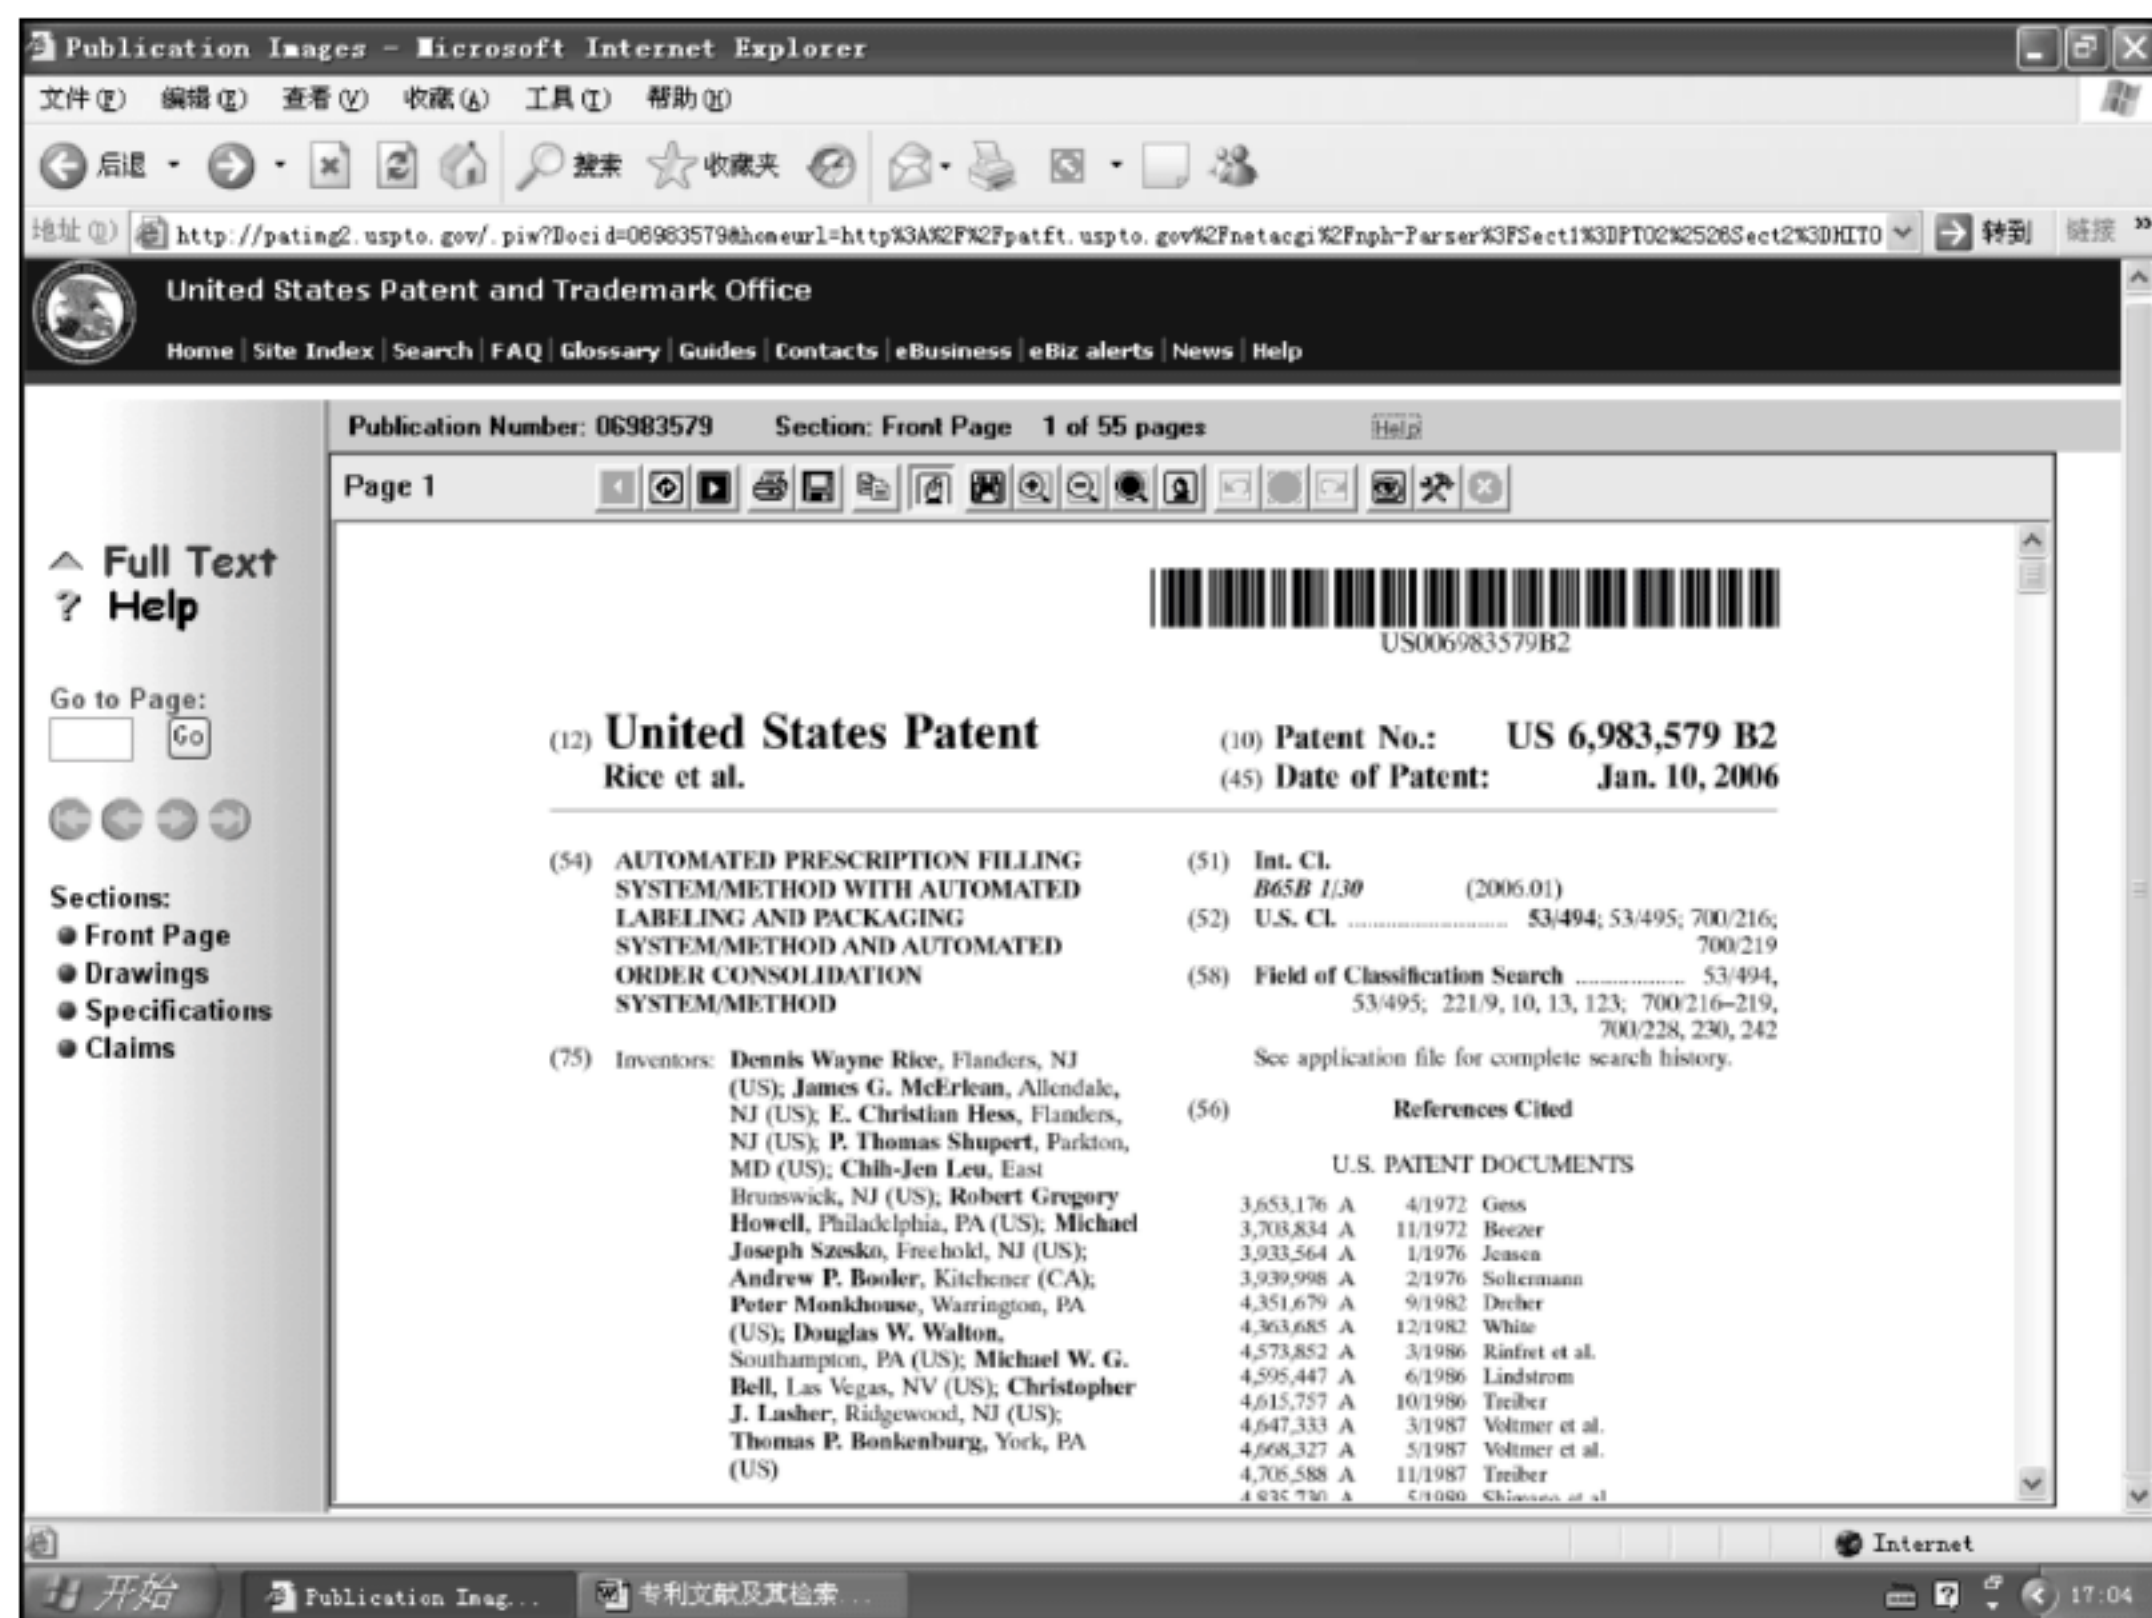 Publication Images - Microsoft Internet Explorer
文件(F) 编辑(E) 查看(V) 收藏(A) 工具(T) 帮助(H)
后退 搜索 收藏夹
地址(D) http://patimg2.uspto.gov/.piw?Docid=06983579&homeurl=http%3A%2F%2Fpatft.uspto.gov%2Fnetacgi%2Fnph-Parser%3FSect1%3DPTO2%2526Sect2%3DHITO 转到 链接 »
United States Patent and Trademark Office
Home | Site Index | Search | FAQ | Glossary | Guides | Contacts | eBusiness | eBiz alerts | News | Help
Publication Number: 06983579 Section: Front Page 1 of 55 pages Help
Page 1
Full Text
? Help
Go to Page:
Go
Sections:
Front Page
Drawings
Specifications
Claims
US006983579B2
(12) United States Patent
Rice et al.
(10) Patent No.: US 6,983,579 B2
(45) Date of Patent: Jan. 10, 2006
(54) AUTOMATED PRESCRIPTION FILLING
SYSTEM/METHOD WITH AUTOMATED
LABELING AND PACKAGING
SYSTEM/METHOD AND AUTOMATED
ORDER CONSOLIDATION
SYSTEM/METHOD
(75) Inventors: Dennis Wayne Rice, Flanders, NJ
(US); James G. McErlean, Allendale,
NJ (US); E. Christian Hess, Flanders,
NJ (US); P. Thomas Shupert, Parkton,
MD (US); Chih-Jen Leu, East
Brunswick, NJ (US); Robert Gregory
Howell, Philadelphia, PA (US); Michael
Joseph Szesko, Freehold, NJ (US);
Andrew P. Booler, Kitchener (CA);
Peter Monkhouse, Warrington, PA
(US); Douglas W. Walton,
Southampton, PA (US); Michael W. G.
Bell, Las Vegas, NV (US); Christopher
J. Lasher, Ridgewood, NJ (US);
Thomas P. Bonkenburg, York, PA
(US)
(51) Int. Cl.
B65B 1/30 (2006.01)
(52) U.S. Cl. ............................ 53/494; 53/495; 700/216;
700/219
(58) Field of Classification Search ................... 53/494,
53/495; 221/9, 10, 13, 123; 700/216–219,
700/228, 230, 242
See application file for complete search history.
(56) References Cited
U.S. PATENT DOCUMENTS
3,653,176 A 4/1972 Gess
3,703,834 A 11/1972 Beezer
3,933,564 A 1/1976 Jensen
3,939,998 A 2/1976 Soltermann
4,351,679 A 9/1982 Dreher
4,363,685 A 12/1982 White
4,573,852 A 3/1986 Rinfret et al.
4,595,447 A 6/1986 Lindstrom
4,615,757 A 10/1986 Treiber
4,647,333 A 3/1987 Voltmer et al.
4,668,327 A 5/1987 Voltmer et al.
4,705,588 A 11/1987 Treiber
4,835,730 A 5/1989 Shimano et al
Internet
开始 Publication Imag... 专利文献及其检索... 17:04